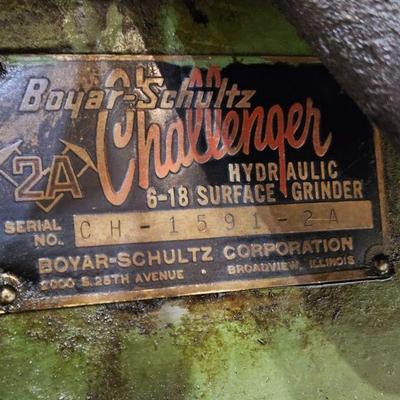 Boyar-Schultz
Challenger
2A
HYDRAULIC
6-18 SURFACE GRINDER
SERIAL NO. CH-1591-2A
BOYAR-SCHULTZ CORPORATION
S. 25TH AVENUE • BROADVIEW, ILLINOIS